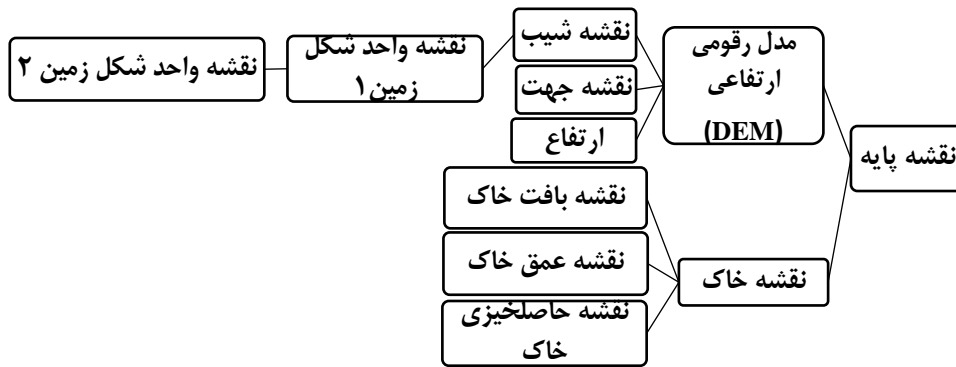 نقشه پایه
مدل رقومی
ارتفاعی
(DEM)
نقشه شیب
نقشه واحد شکل
زمین۱
نقشه واحد شکل زمین ۲
نقشه جهت
ارتفاع
نقشه خاک
نقشه بافت خاک
نقشه عمق خاک
نقشه حاصلخیزی
خاک